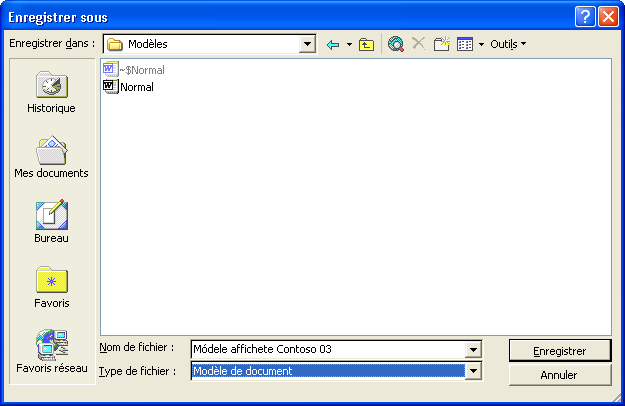 Enregistrer sous
Enregistrer dans :
Modèles
Outils
~$Normal
Normal
Historique
Mes documents
Bureau
Favoris
Favoris réseau
Nom de fichier :
Módele affichete Contoso 03
Enregistrer
Type de fichier :
Modèle de document
Annuler